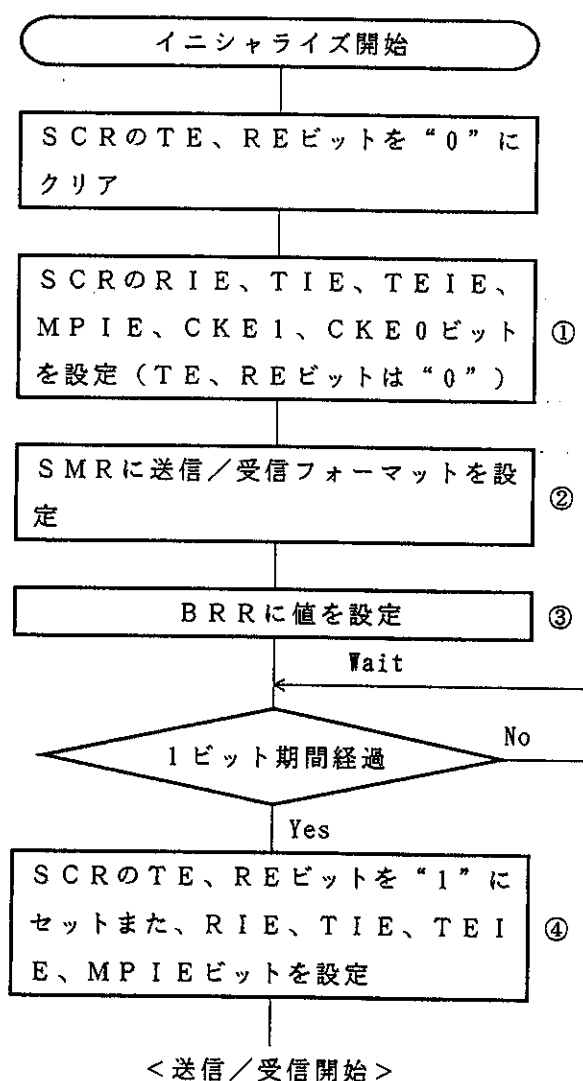 イニシャライズ開始
SCRのTE、REビットを“0”に
クリア
SCRのRIE、TIE、TEIE、
MPIE、CKE1、CKE0ビット
を設定（TE、REビットは“0”）
①
SMRに送信／受信フォーマットを設
定
②
BRRに値を設定
③
Wait
1ビット期間経過
No
Yes
SCRのTE、REビットを“1”に
セットまた、RIE、TIE、TEI
E、MPIEビットを設定
④
＜送信／受信開始＞